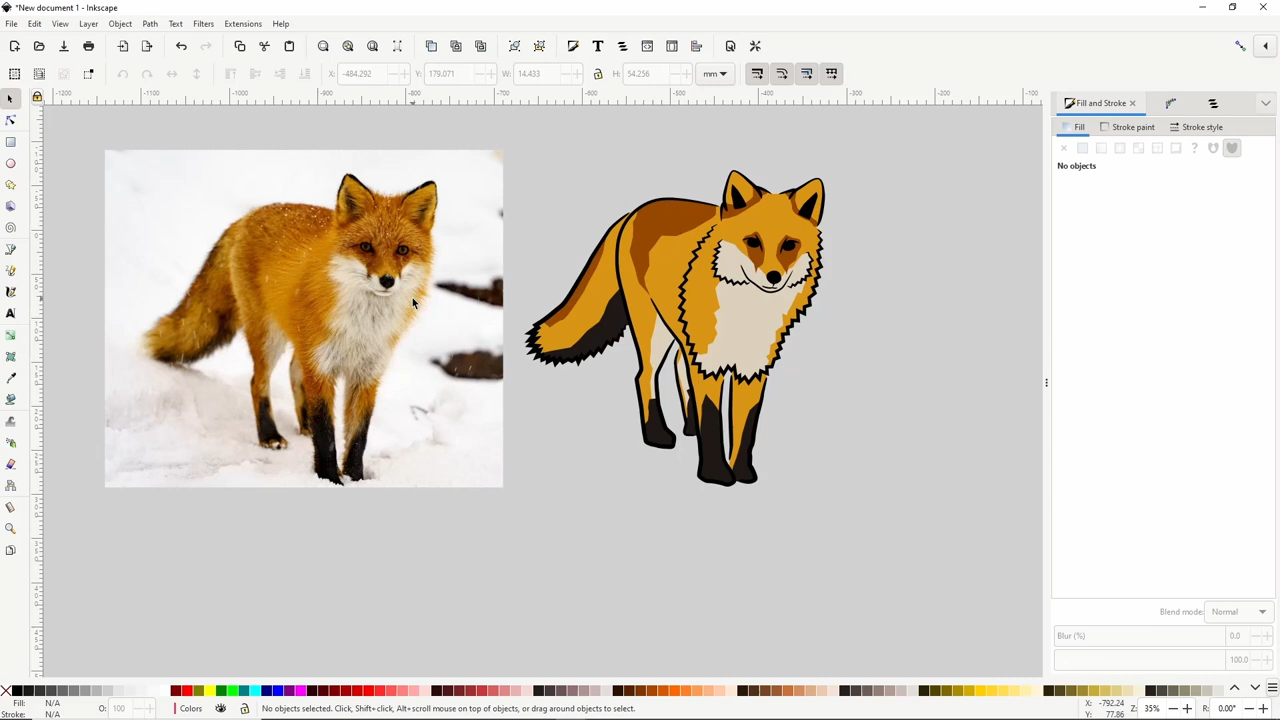 *New document 1 - Inkscape
File Edit View Layer Object Path Text Filters Extensions Help
X: -484.292 Y: 179.071 W: 14.433 H: 54.256 mm
Fill and Stroke
Fill Stroke paint Stroke style
No objects
-1200 -1100 -1000 -900 -800 -700 -600 -500 -400 -300 -200 -100
Blend mode: Normal
Blur (%) 0.0
100.0
Fill: N/A
Stroke: N/A
O: 100
Colors
No objects selected. Click, Shift+click, Alt+scroll mouse on top of objects, or drag around objects to select.
X: -792.24
Y: 77.86
Z: 35%
R: 0.00°